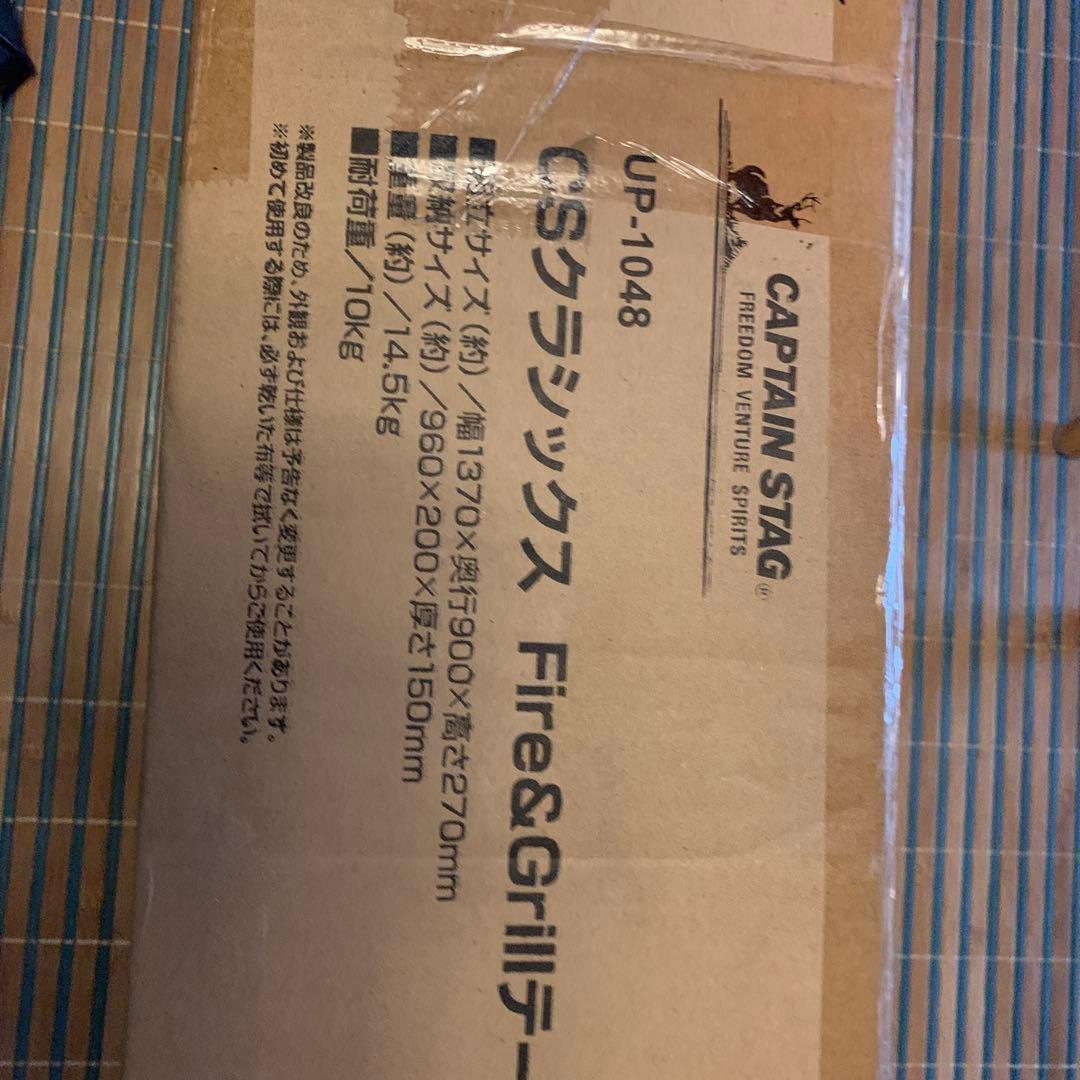 CAPTAIN STAG®
FREEDOM VENTURE SPIRITS
UP-1048
CSクラシックス Fire&Grillテー
■組立サイズ(約)/幅1370×奥行900×高さ270mm
■収納サイズ(約)/960×200×厚さ150mm
■重量(約)/14.5kg
■耐荷重/10kg
※製品改良のため、外観および仕様は予告なく変更することがあります。
※初めて使用する際には、必ず乾いた布等で拭いてからご使用ください。